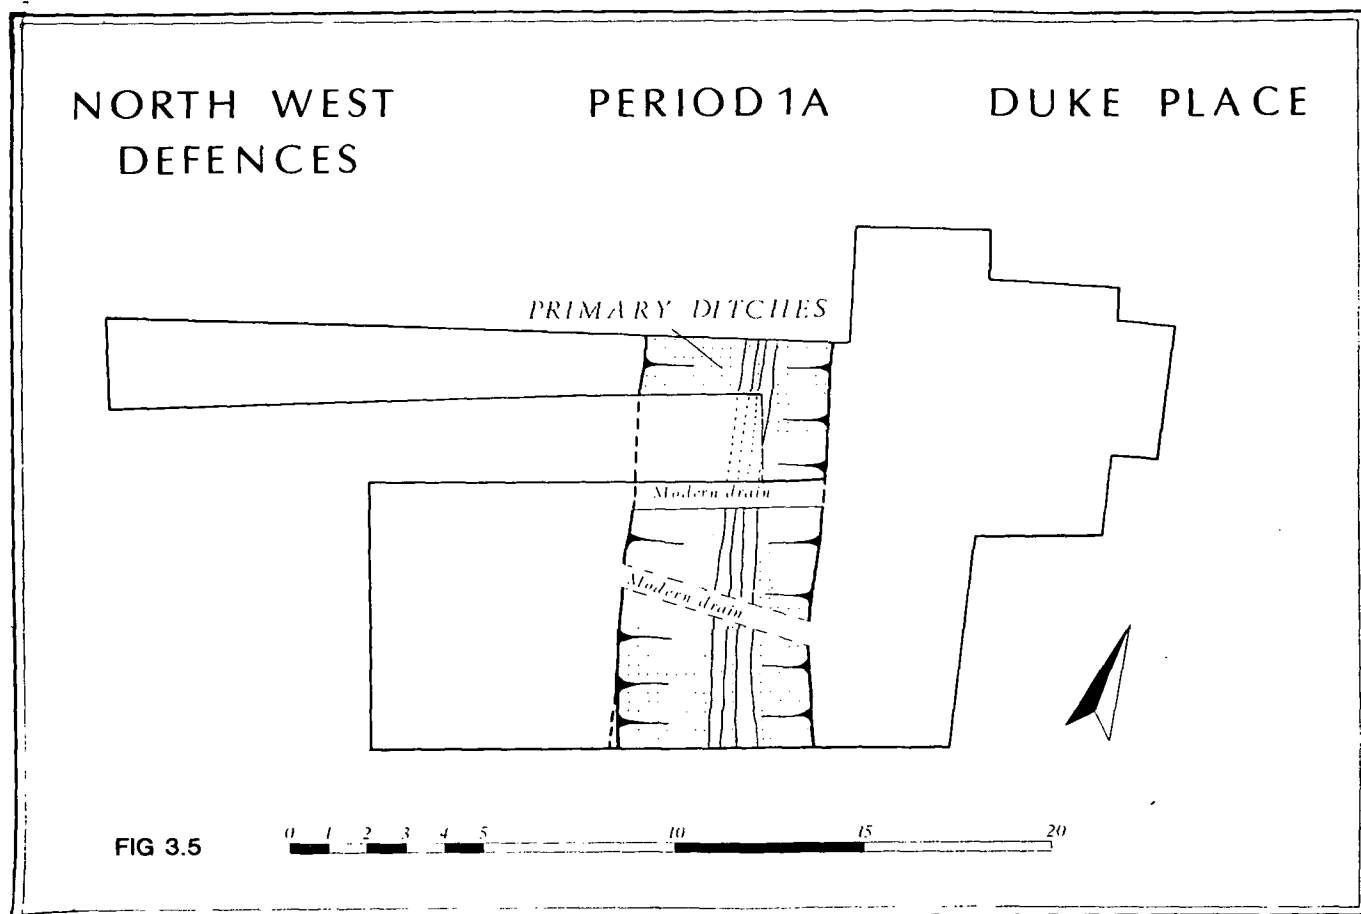 NORTH WEST
DEFENCES
PERIOD 1A
DUKE PLACE
PRIMARY DITCHES
Modern drain
Modern drain
FIG 3.5
0 1 2 3 4 5 10 15 20